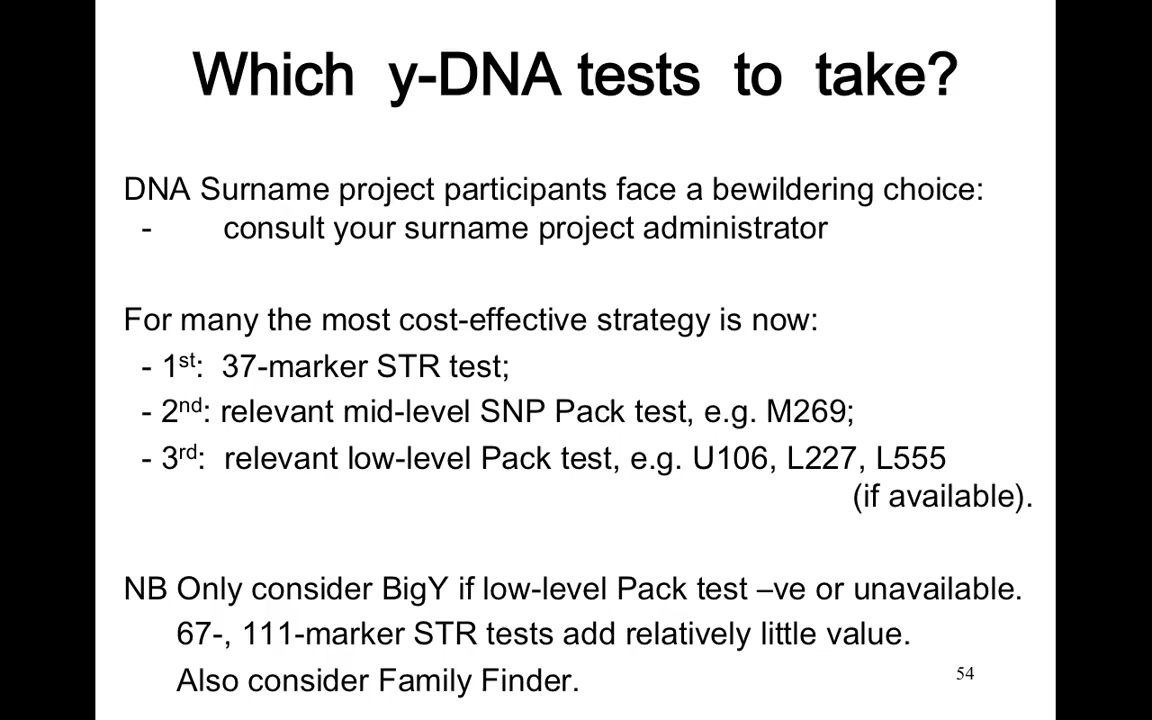 Which y-DNA tests to take?
DNA Surname project participants face a bewildering choice:
- consult your surname project administrator
For many the most cost-effective strategy is now:
- 1st: 37-marker STR test;
- 2nd: relevant mid-level SNP Pack test, e.g. M269;
- 3rd: relevant low-level Pack test, e.g. U106, L227, L555
(if available).
NB Only consider BigY if low-level Pack test –ve or unavailable.
67-, 111-marker STR tests add relatively little value.
Also consider Family Finder.
54